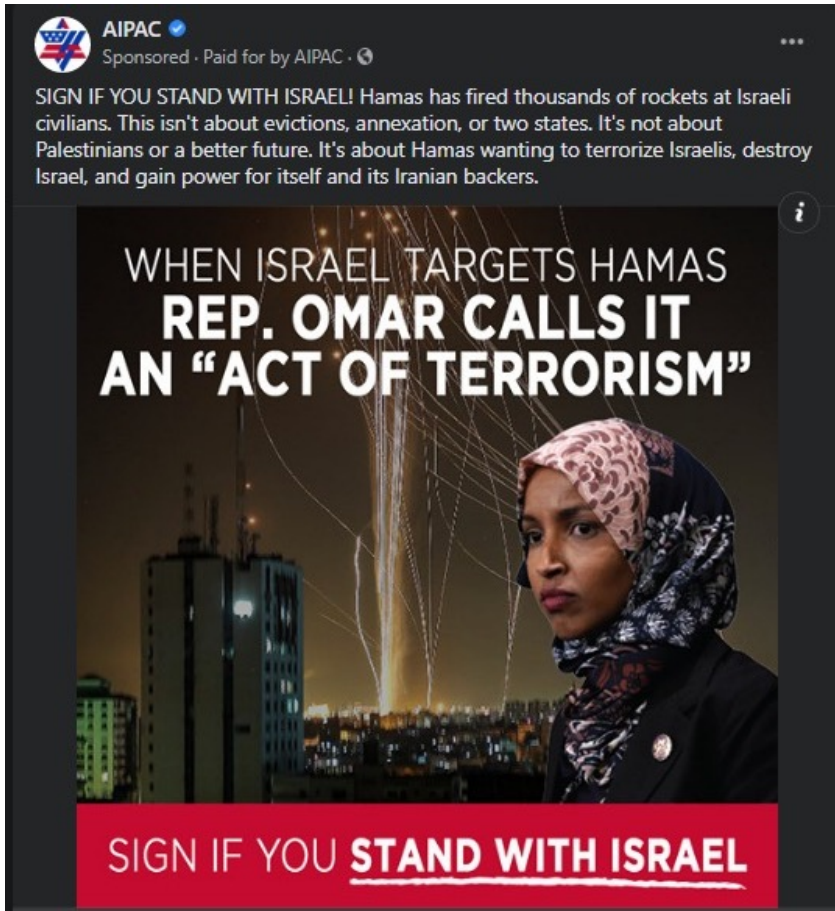 AIPAC
Sponsored · Paid for by AIPAC ·
SIGN IF YOU STAND WITH ISRAEL! Hamas has fired thousands of rockets at Israeli
civilians. This isn't about evictions, annexation, or two states. It's not about
Palestinians or a better future. It's about Hamas wanting to terrorize Israelis, destroy
Israel, and gain power for itself and its Iranian backers.
WHEN ISRAEL TARGETS HAMAS
REP. OMAR CALLS IT
AN “ACT OF TERRORISM”
SIGN IF YOU STAND WITH ISRAEL